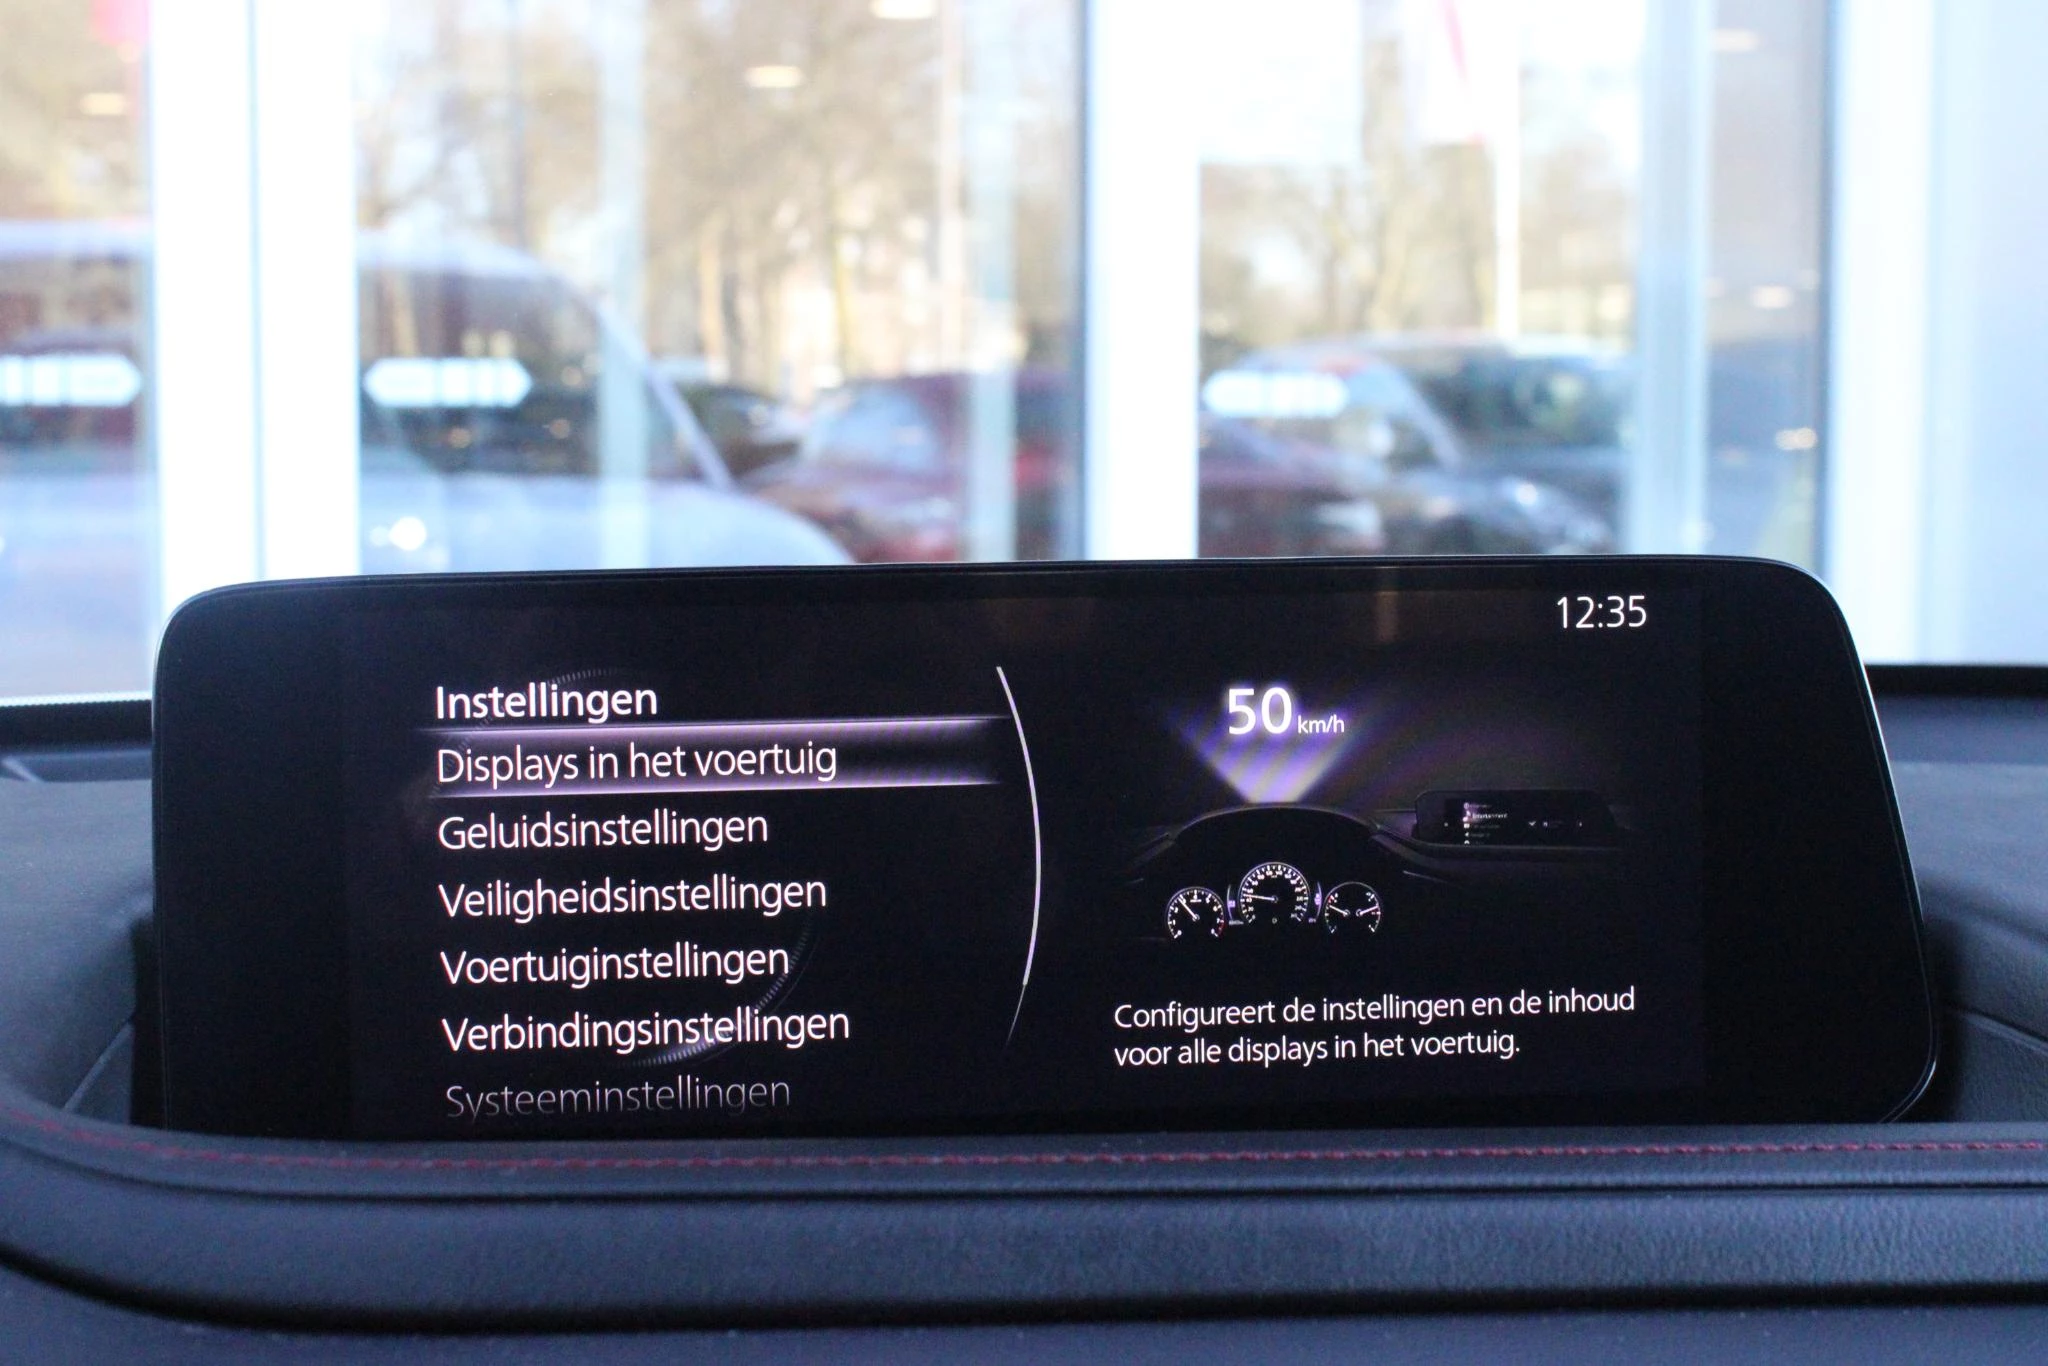 12:35
Instellingen
Displays in het voertuig
Geluidsinstellingen
Veiligheidsinstellingen
Voertuiginstellingen
Verbindingsinstellingen
Systeeminstellingen
50 km/h
Configureert de instellingen en de inhoud
voor alle displays in het voertuig.